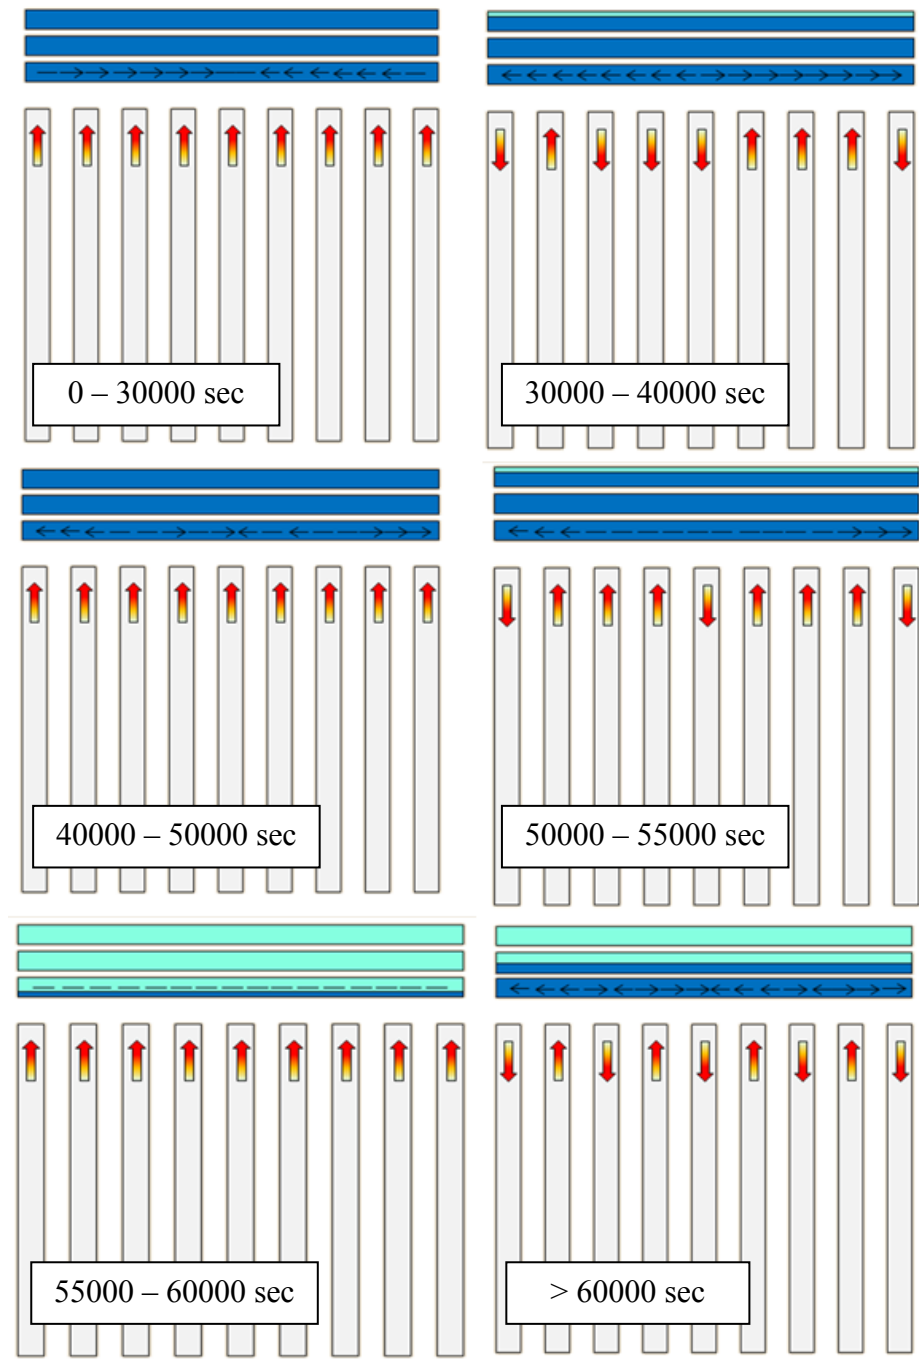 0 – 30000 sec
30000 – 40000 sec
40000 – 50000 sec
50000 – 55000 sec
55000 – 60000 sec
> 60000 sec